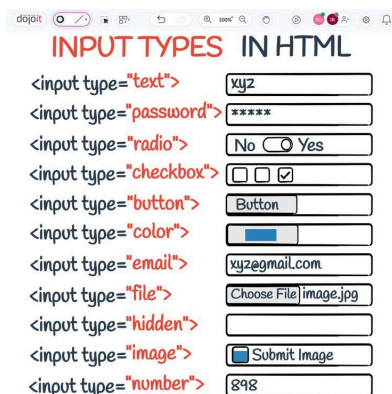 dōjōit
100%
INPUT TYPES IN HTML
<input type="text"> xyz
<input type="password"> *****
<input type="radio"> No Yes
<input type="checkbox">
<input type="button"> Button
<input type="color">
<input type="email"> xyz@gmail.com
<input type="file"> Choose File image.jpg
<input type="hidden">
<input type="image"> Submit Image
<input type="number"> 898